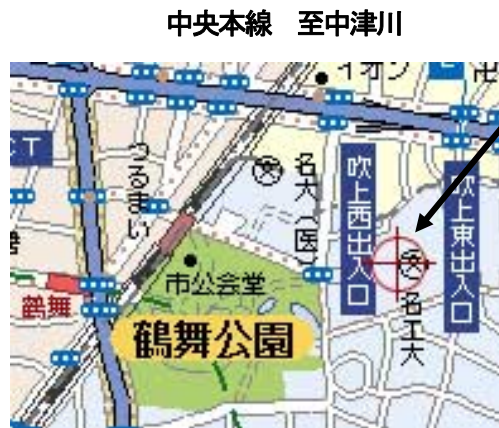 中央本線　至中津川
イオン
CT
つるまい
名大(医)
吹上西出入口
吹上東出入口
市公会堂
鶴舞
名工大
鶴舞公園